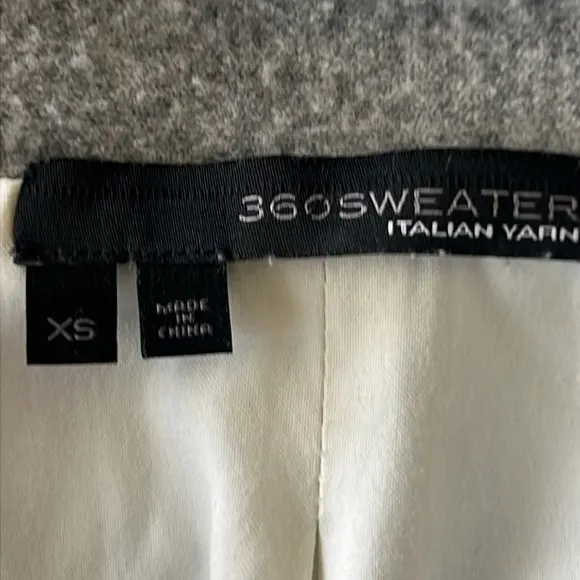 360SWEATER
ITALIAN YARN
XS
MADE
IN
CHINA